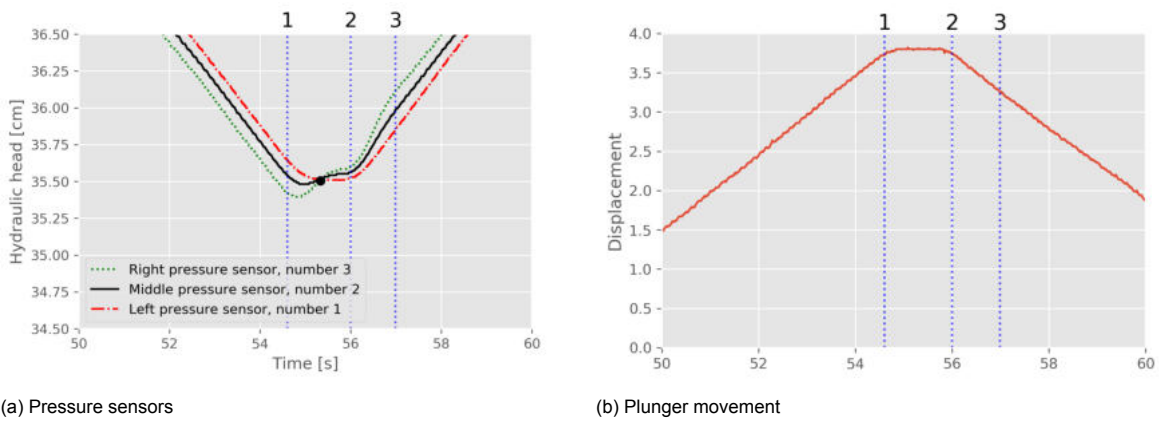 1 2 3
36.50
36.25
36.00
35.75
35.50
35.25
35.00
34.75
34.50
Hydraulic head [cm]
Right pressure sensor, number 3
Middle pressure sensor, number 2
Left pressure sensor, number 1
50 52 54 56 58 60
Time [s]
(a) Pressure sensors
1 2 3
4.0
3.5
3.0
2.5
2.0
1.5
1.0
0.5
0.0
Displacement
50 52 54 56 58 60
(b) Plunger movement